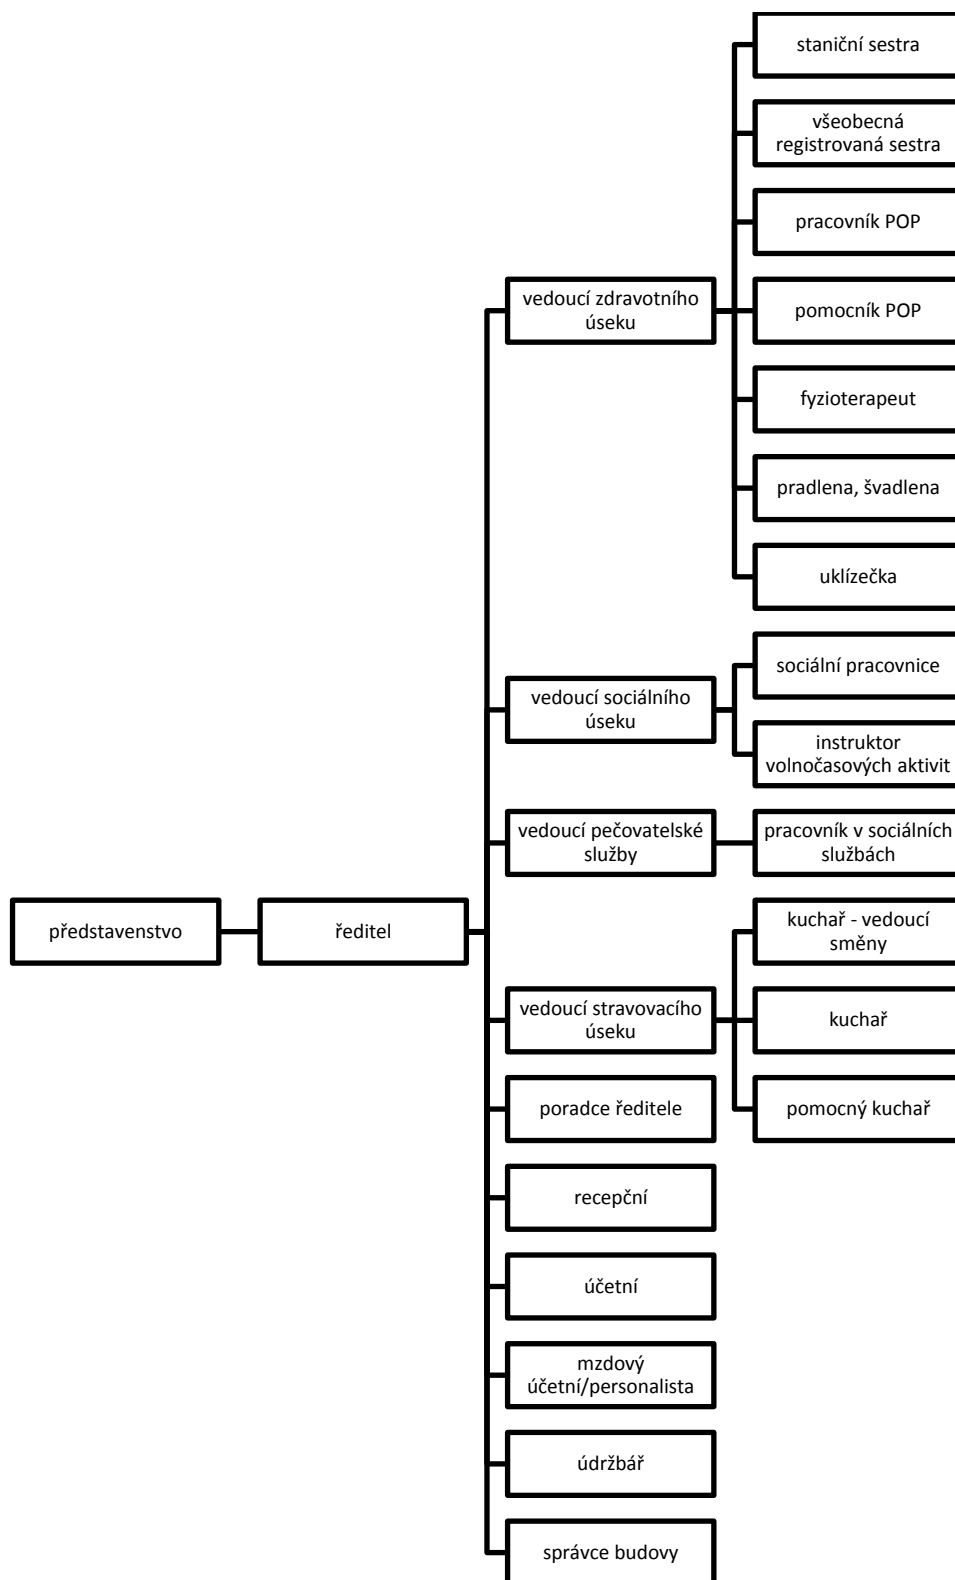 staniční sestra
všeobecná
registrovaná sestra
pracovník POP
vedoucí zdravotního
úseku
pomocník POP
fyzioterapeut
pradlena, švadlena
uklízečka
sociální pracovnice
vedoucí sociálního
úseku
instruktor
volnočasových aktivit
vedoucí pečovatelské
služby
pracovník v sociálních
službách
představenstvo
ředitel
kuchař - vedoucí
směny
vedoucí stravovacího
úseku
kuchař
poradce ředitele
pomocný kuchař
recepční
účetní
mzdový
účetní/personalista
údržbář
správce budovy